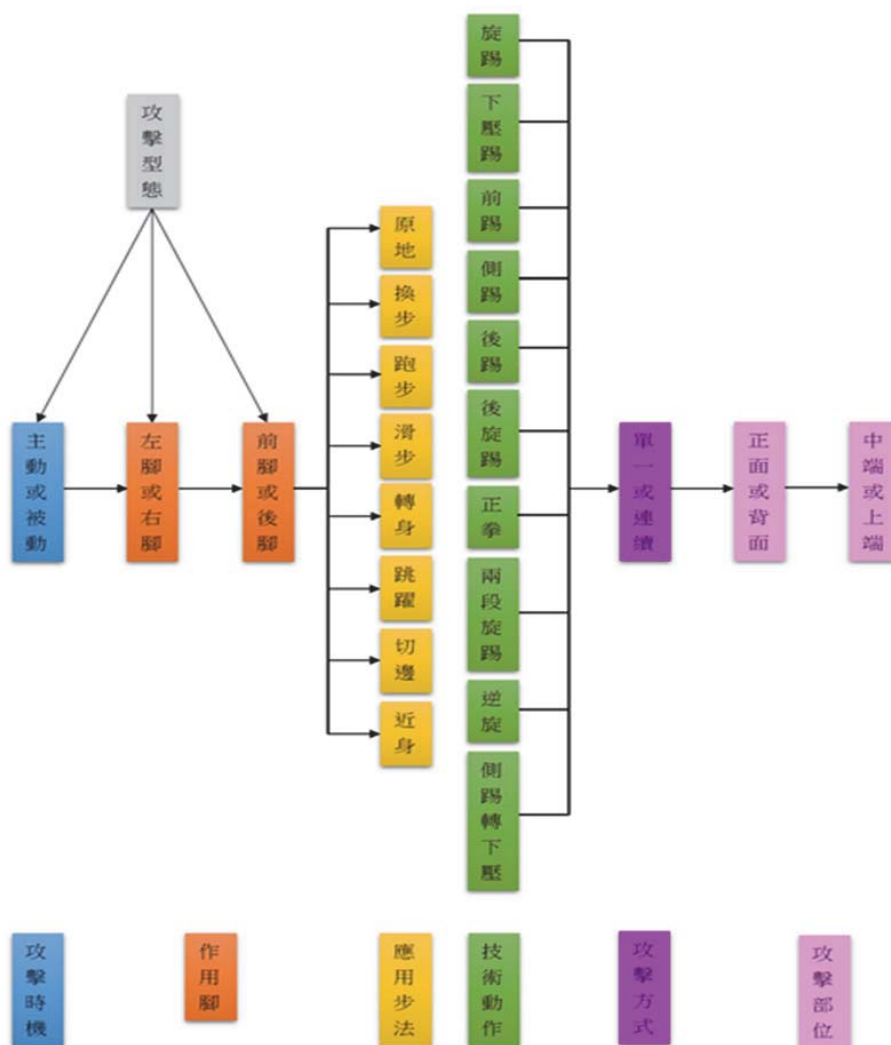 攻擊型態
主動或被動
左腳或右腳
前腳或後腳
原地
換步
跑步
滑步
轉身
跳躍
切邊
近身
旋踢
下壓踢
前踢
側踢
後踢
後旋踢
正拳
兩段旋踢
逆旋
側踢轉下壓
單一或連續
正面或背面
中端或上端
攻擊時機
作用腳
應用步法
技術動作
攻擊方式
攻擊部位